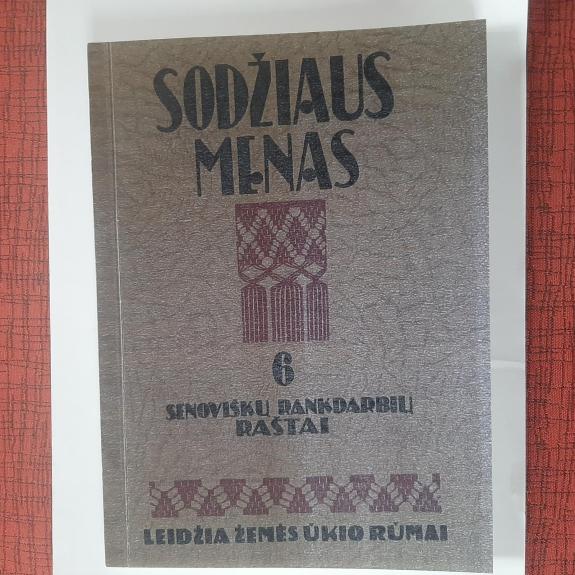 SODŽIAUS
MENAS
6
SENOVIŠKŲ RANKDARBIŲ
RAŠTAI
LEIDŽIA ŽEMĖS ŪKIO RŪMAI